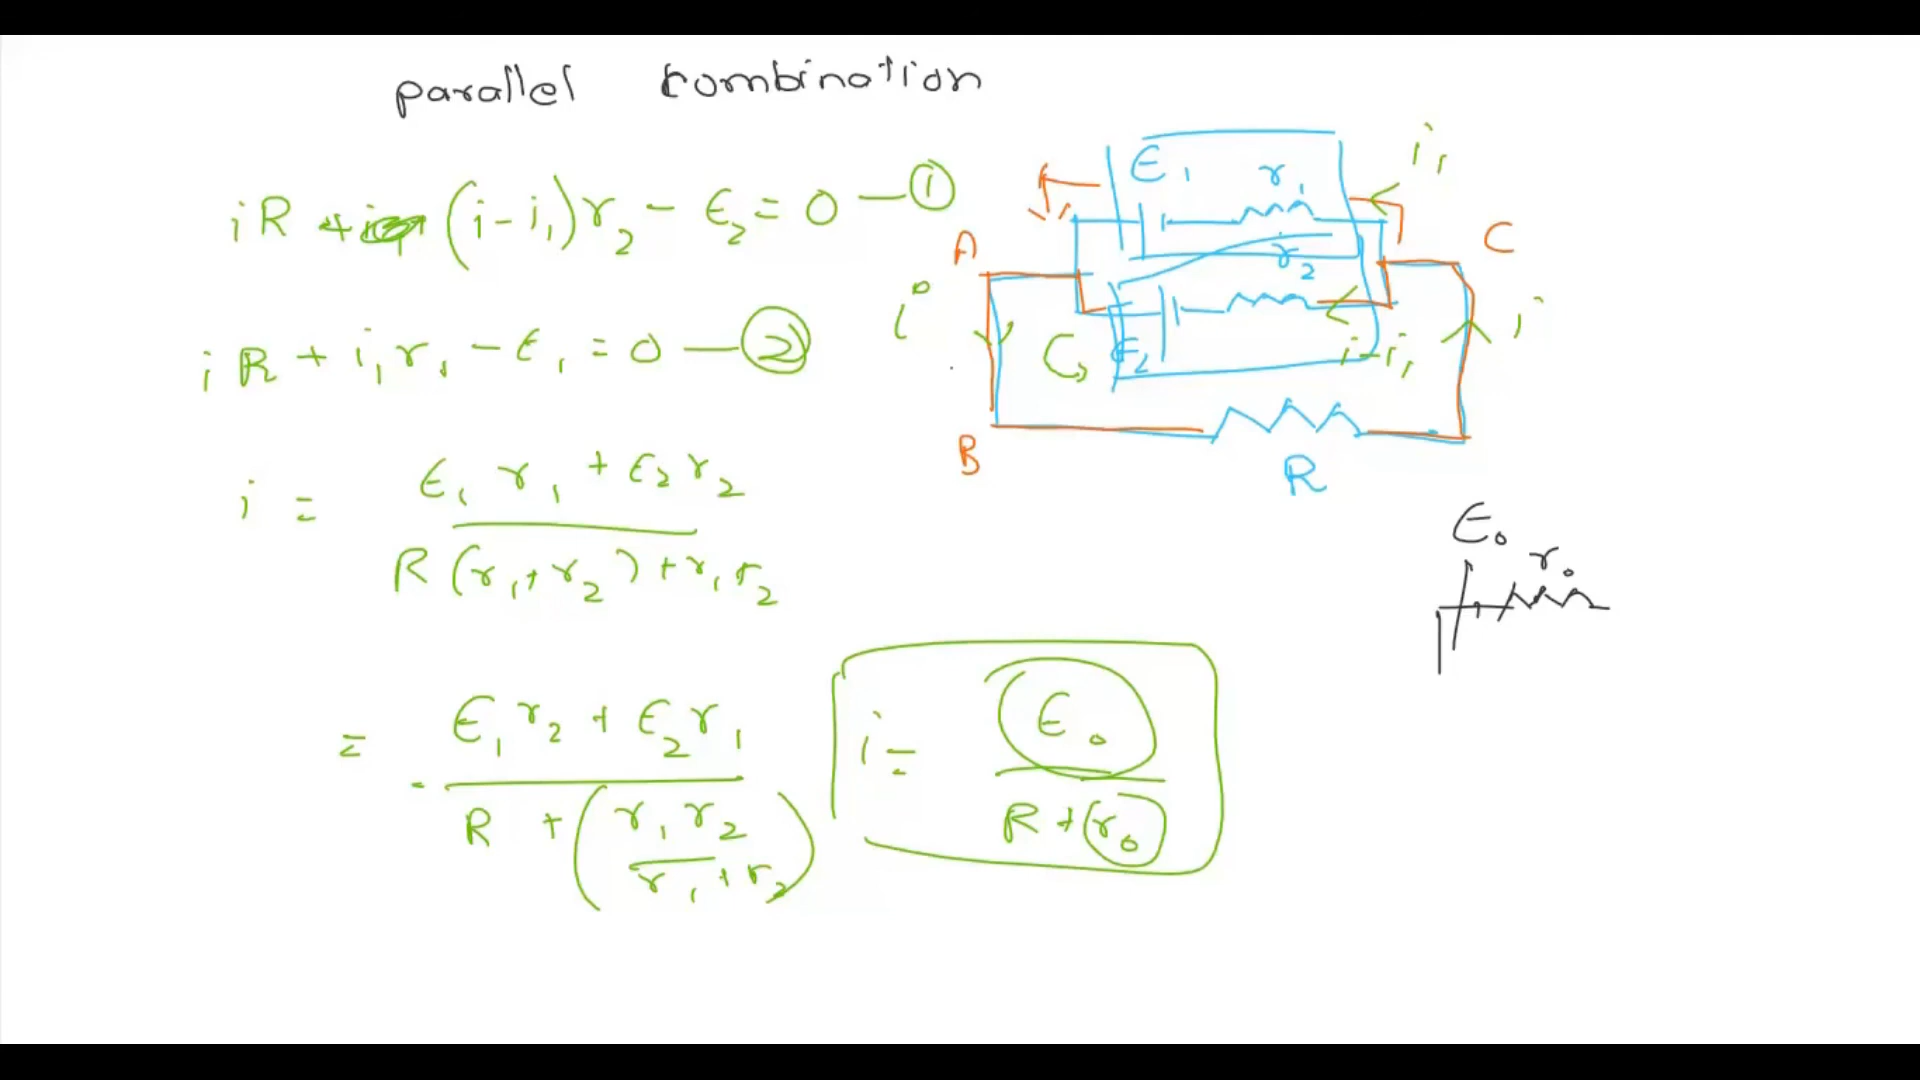 parallel combination
iR + (i - i₁)r₂ - ε₂ = 0 — ①
iR + i₁r₁ - ε₁ = 0 — ②
i = ε₁r₁ + ε₂r₂ / R(r₁ + r₂) + r₁r₂
= ε₁r₂ + ε₂r₁ / R + (r₁r₂ / r₁ + r₂)
i = ε₀ / R + r₀
ε₁
r₁
i₁
A
C
r₂
i
ε₂
i - i₁
i
B
R
ε₀
r₀